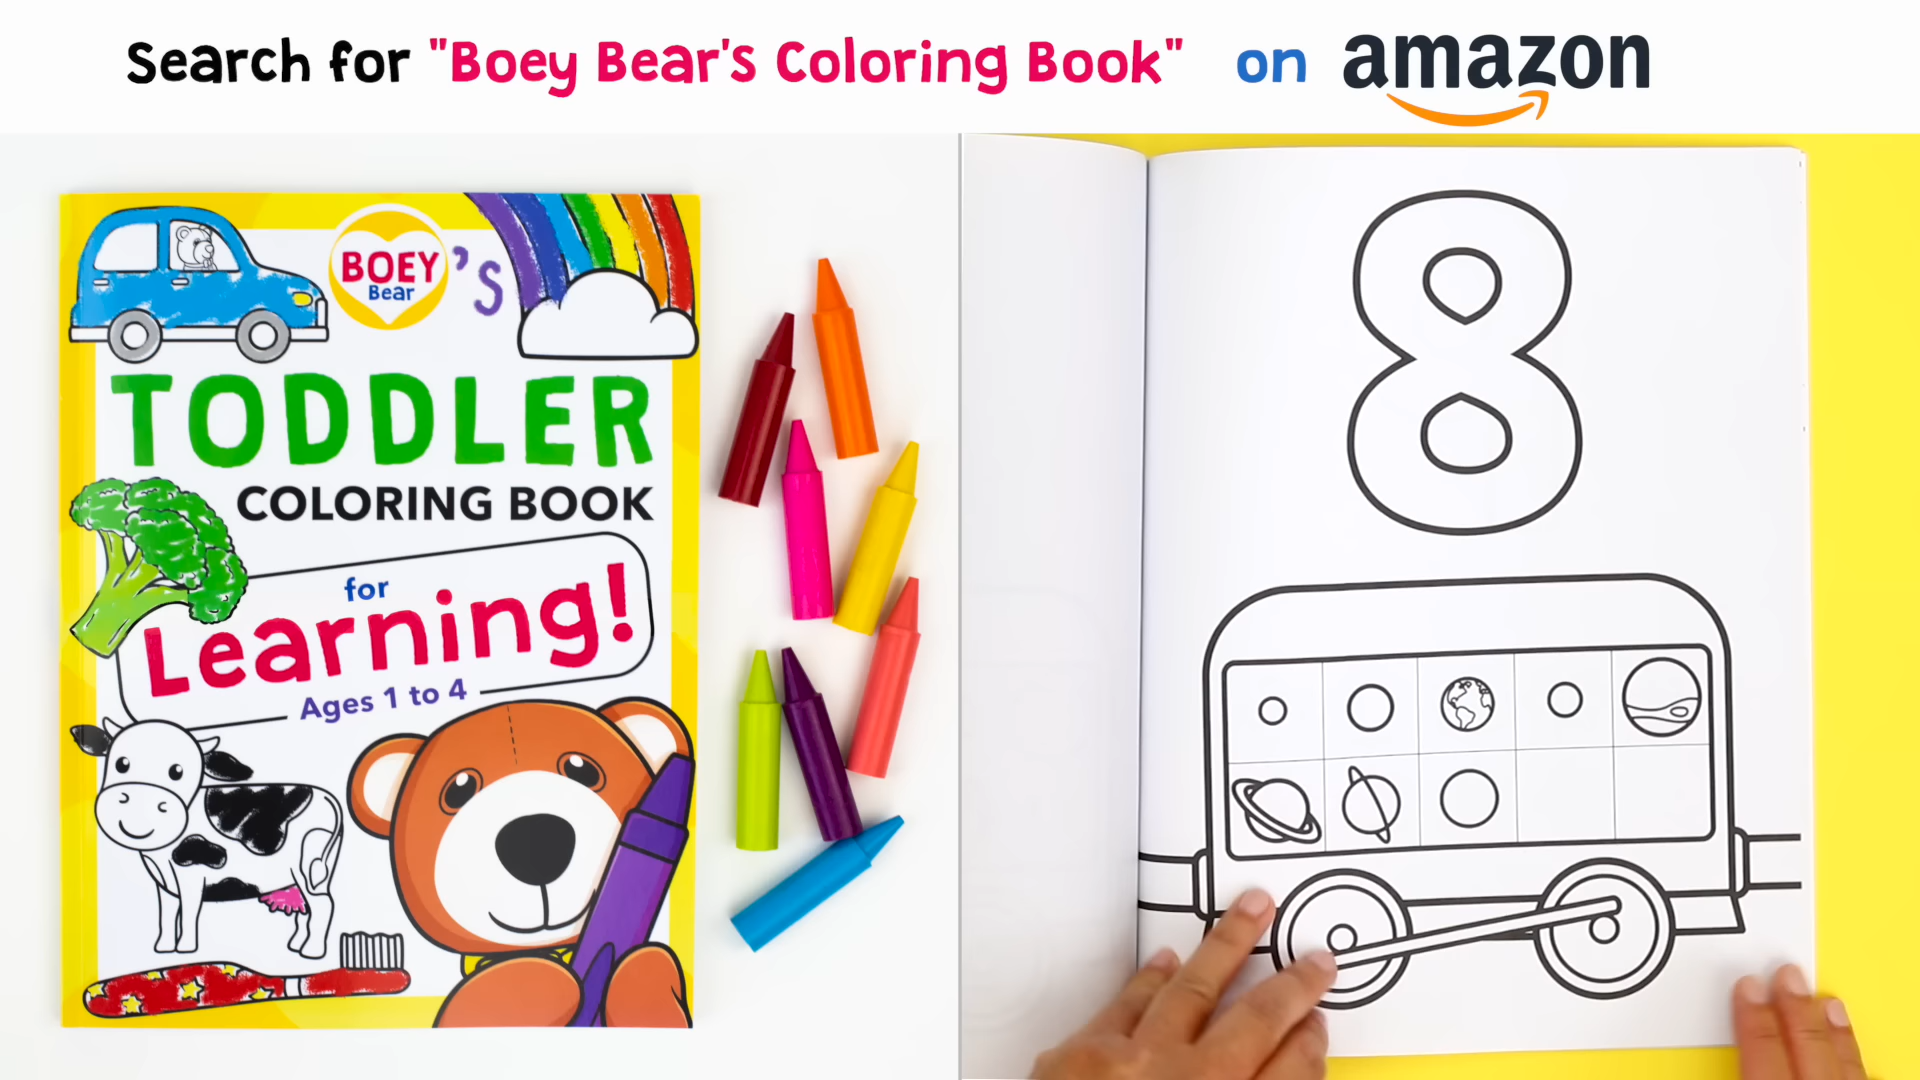 Search for "Boey Bear's Coloring Book" on amazon
BOEY's
Bear
TODDLER
COLORING BOOK
for
Learning!
Ages 1 to 4
8